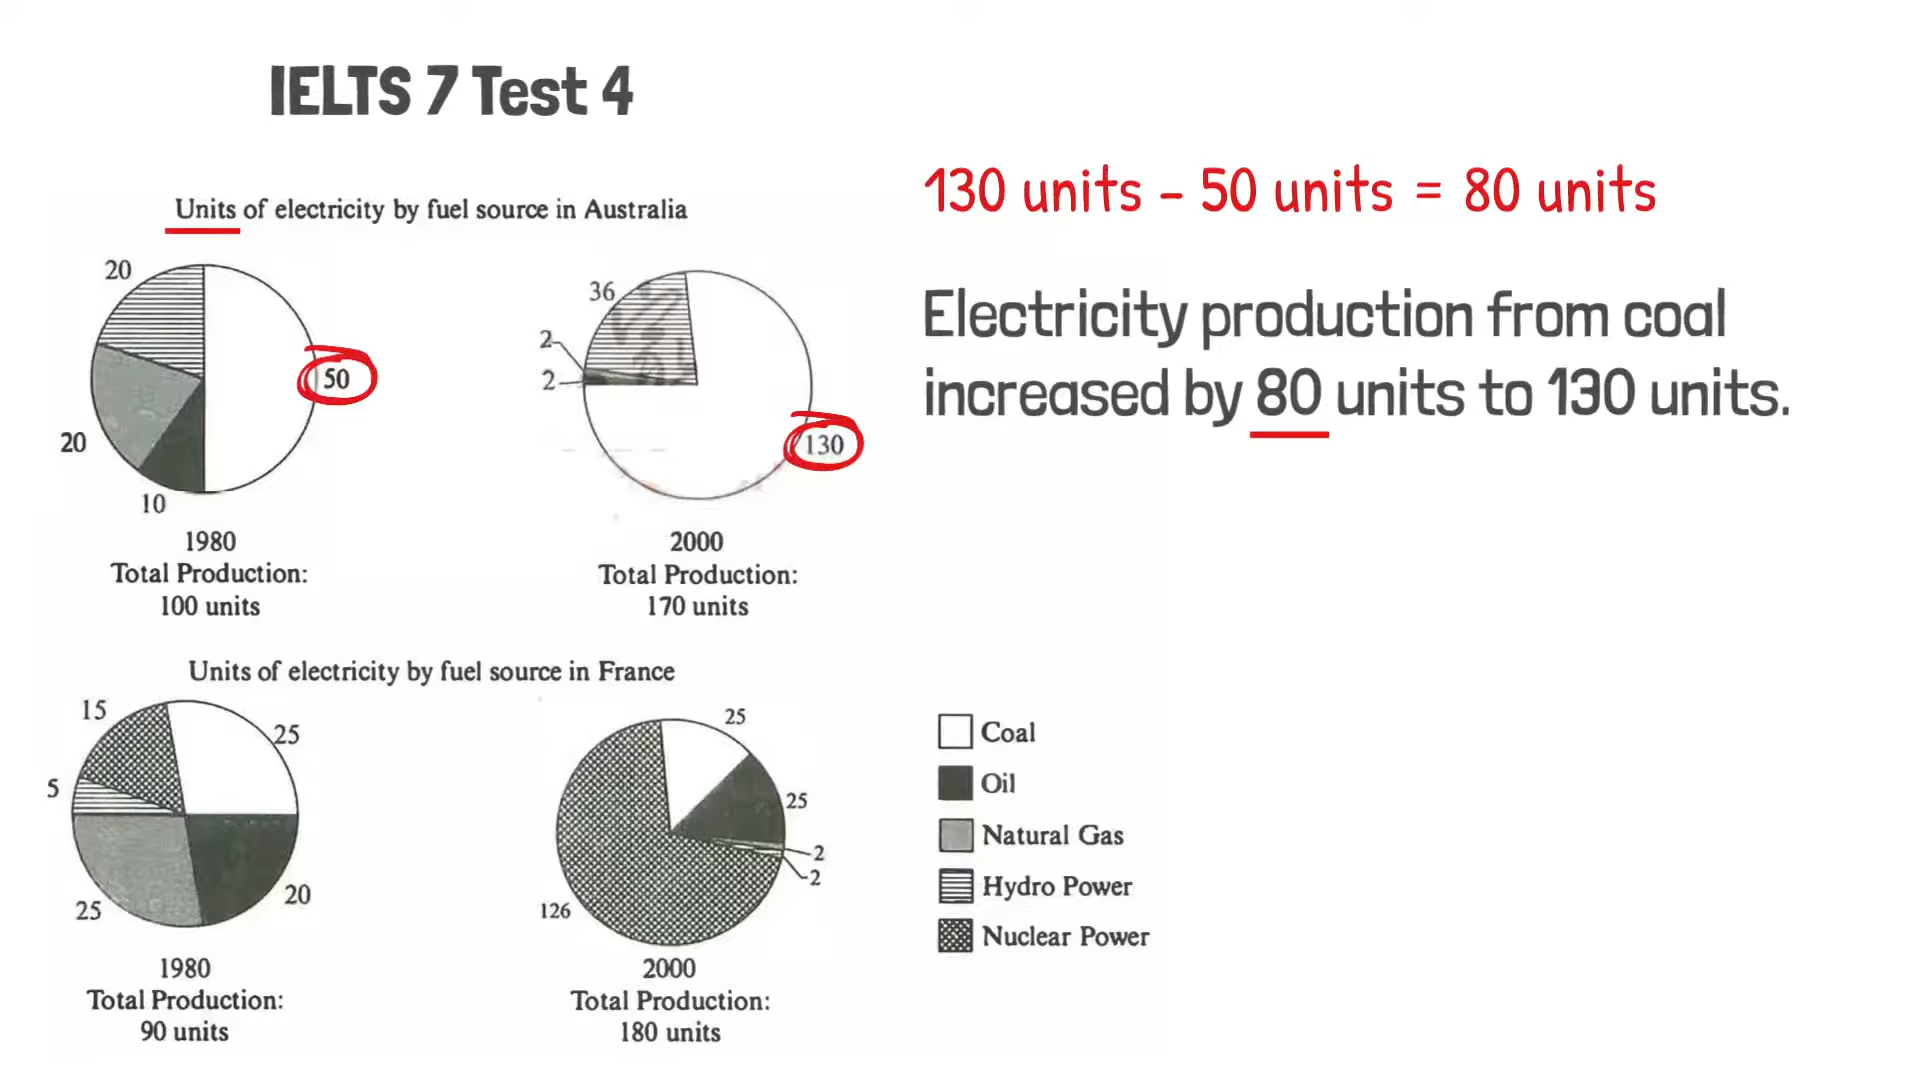 IELTS 7 Test 4
130 units – 50 units = 80 units
Electricity production from coal
increased by 80 units to 130 units.
Units of electricity by fuel source in Australia
20
50
20
10
1980
Total Production:
100 units
36
2
2
130
2000
Total Production:
170 units
Units of electricity by fuel source in France
15
25
5
25
20
1980
Total Production:
90 units
25
25
2
2
126
2000
Total Production:
180 units
Coal
Oil
Natural Gas
Hydro Power
Nuclear Power